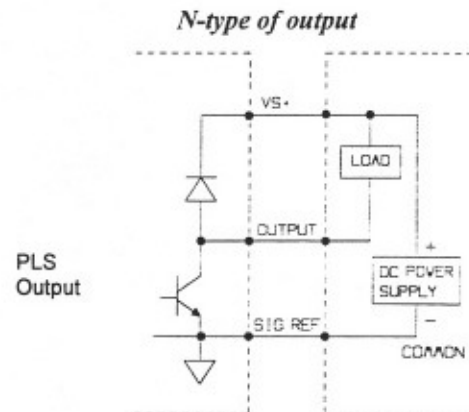 N-type of output
VS+
LOAD
OUTPUT
PLS
Output
+
DC POWER
SUPPLY
SIG REF
−
COMMON